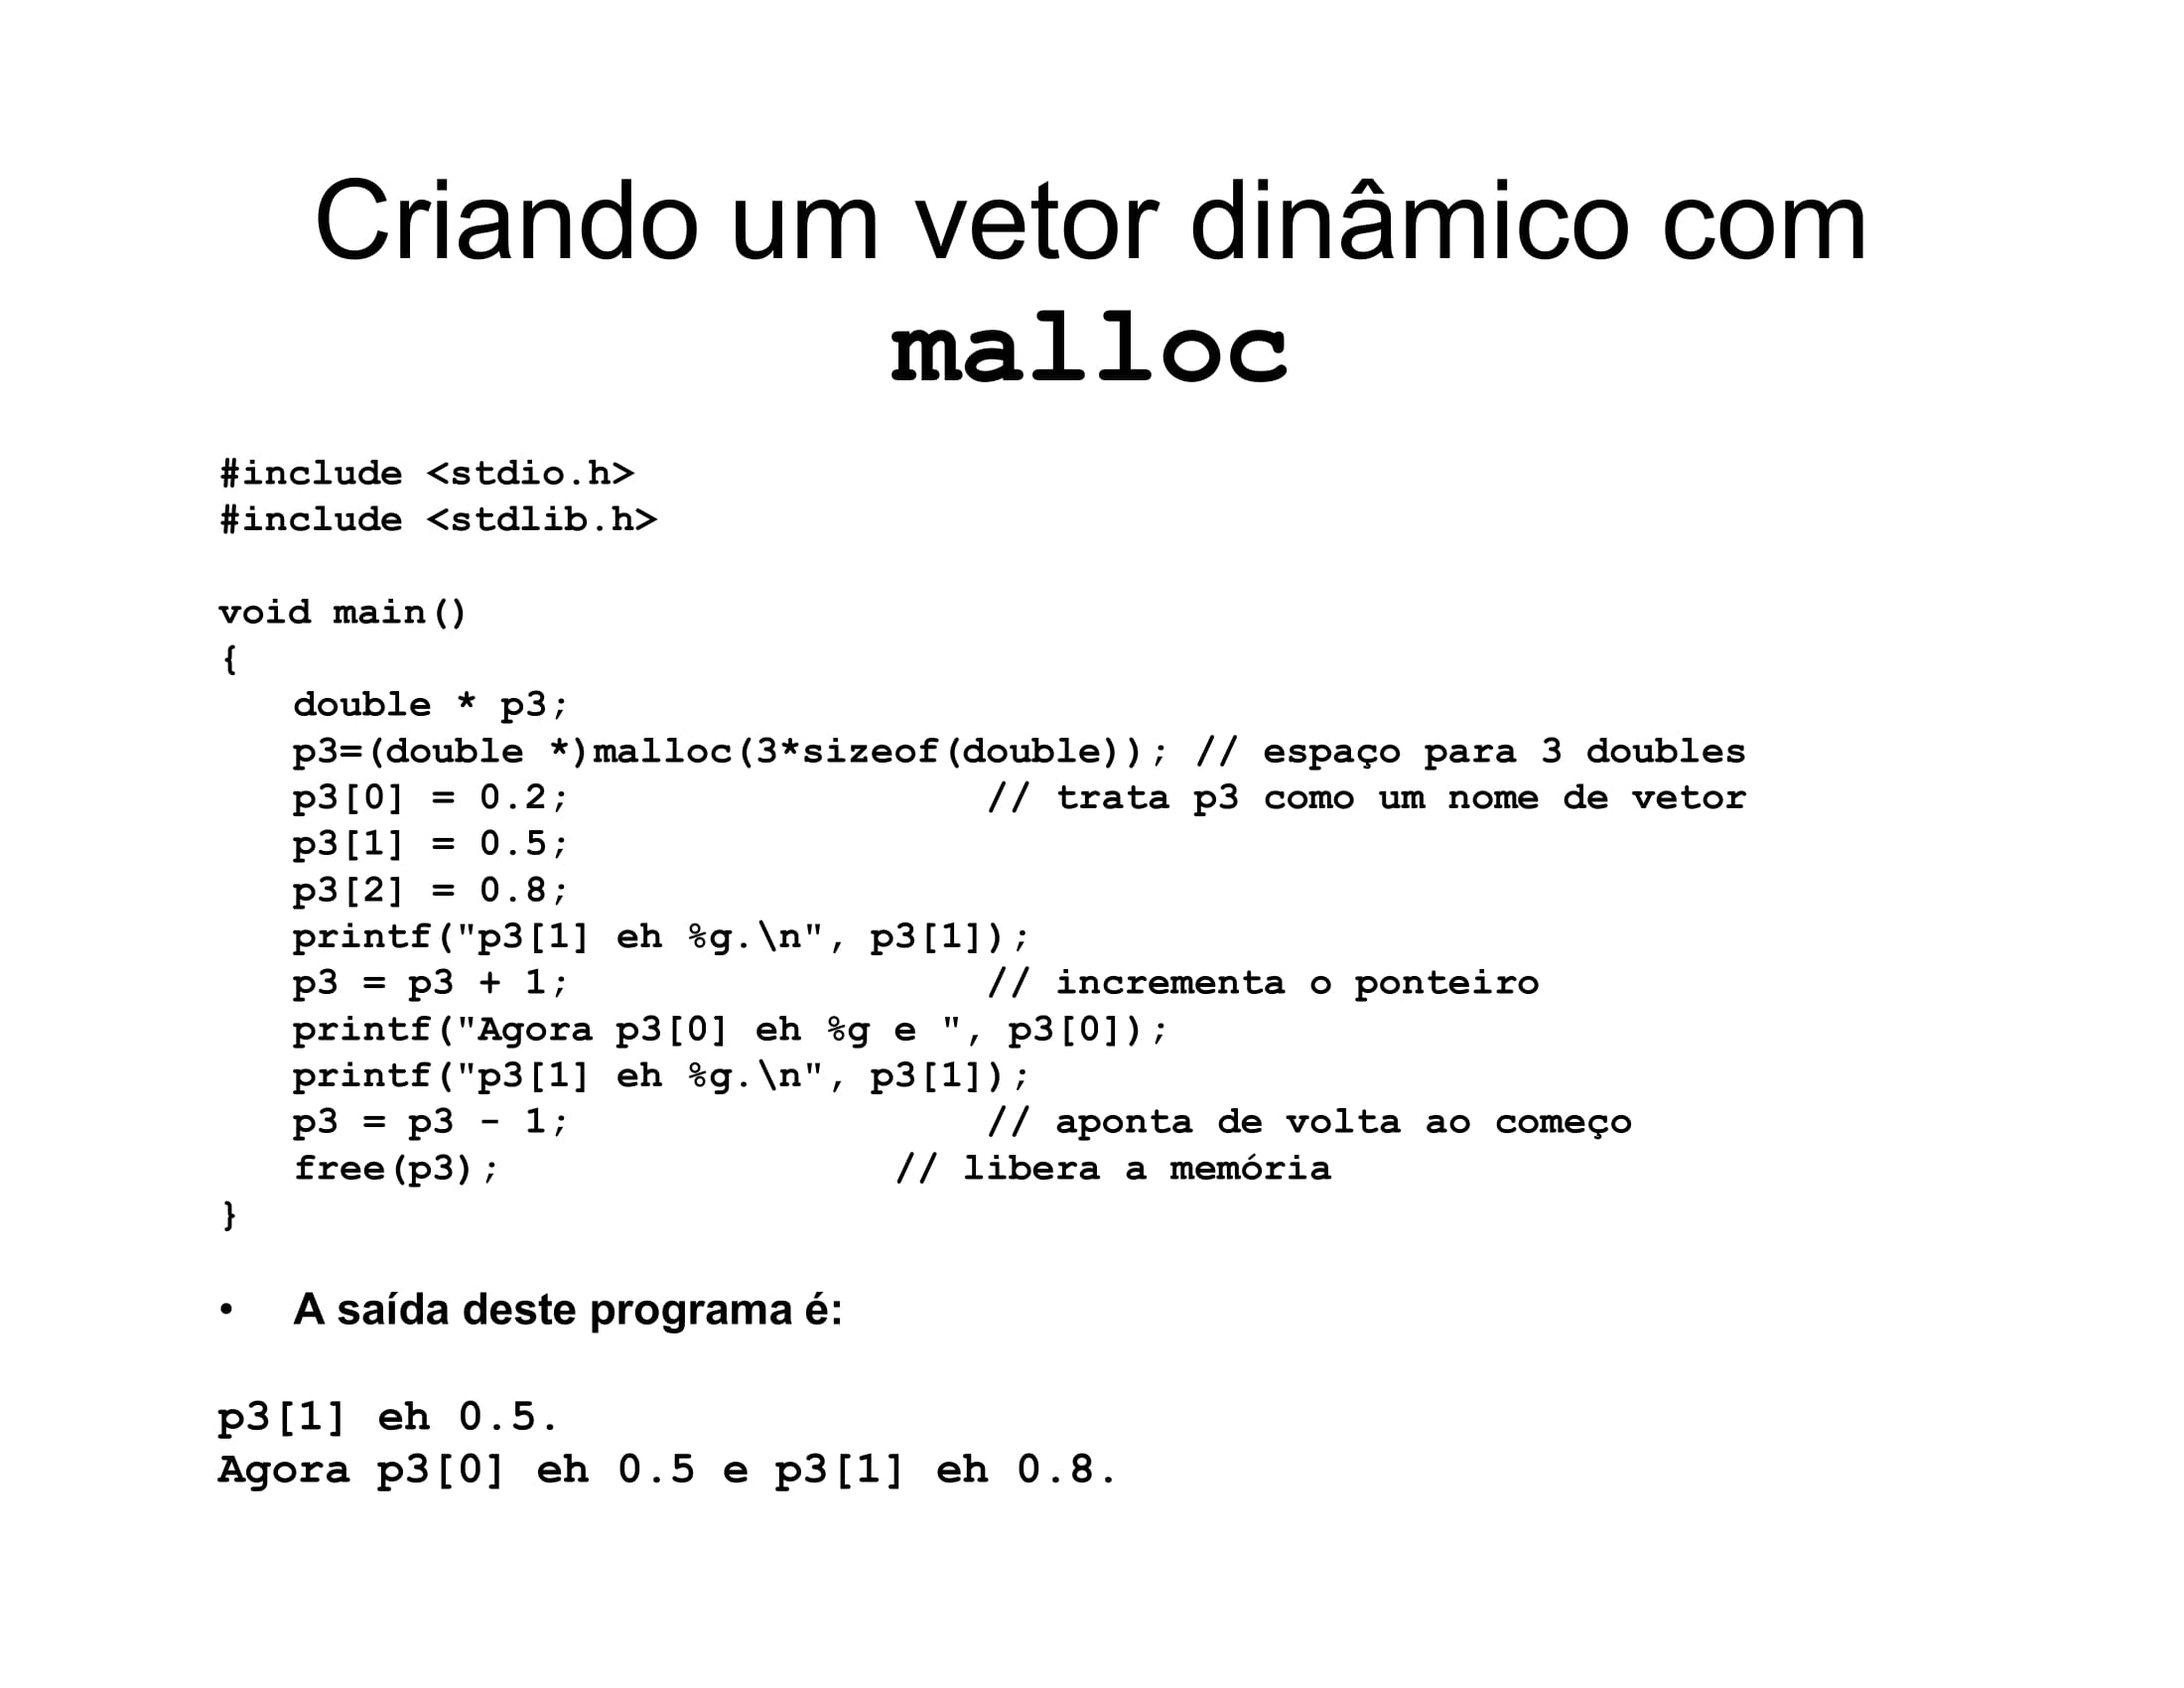 Criando um vetor dinâmico com
malloc
#include <stdio.h>
#include <stdlib.h>
void main()
{
double * p3;
p3=(double *)malloc(3*sizeof(double)); // espaço para 3 doubles
p3[0] = 0.2; // trata p3 como um nome de vetor
p3[1] = 0.5;
p3[2] = 0.8;
printf("p3[1] eh %g.\n", p3[1]);
p3 = p3 + 1; // incrementa o ponteiro
printf("Agora p3[0] eh %g e ", p3[0]);
printf("p3[1] eh %g.\n", p3[1]);
p3 = p3 - 1; // aponta de volta ao começo
free(p3); // libera a memória
}
• A saída deste programa é:
p3[1] eh 0.5.
Agora p3[0] eh 0.5 e p3[1] eh 0.8.